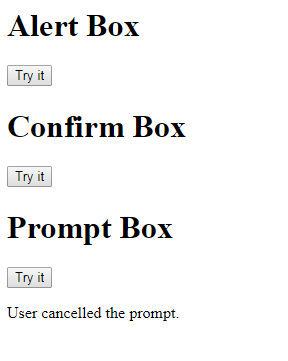 Alert Box
Try it
Confirm Box
Try it
Prompt Box
Try it
User cancelled the prompt.